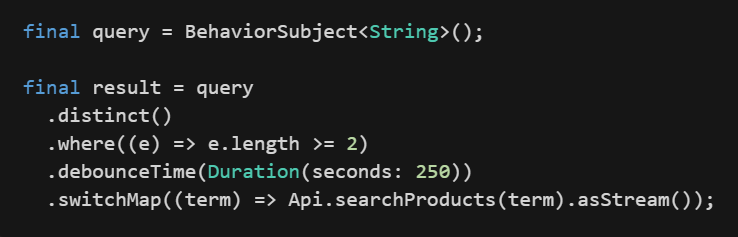 final query = BehaviorSubject<String>();
final result = query
.distinct()
.where((e) => e.length >= 2)
.debounceTime(Duration(seconds: 250))
.switchMap((term) => Api.searchProducts(term).asStream());